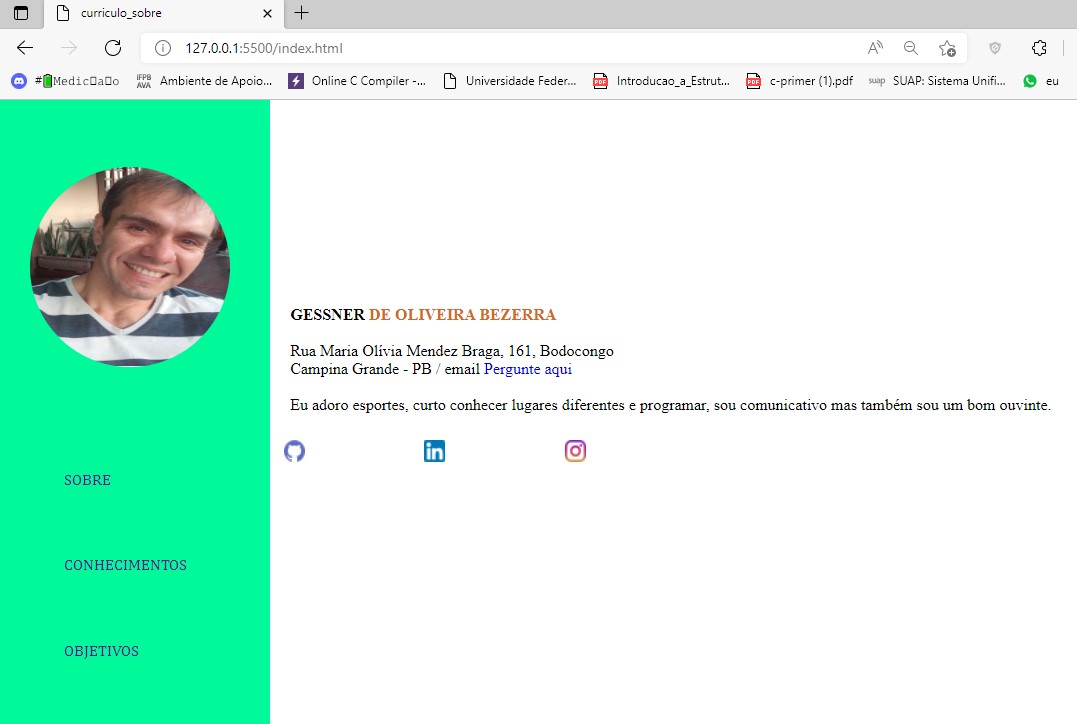 curriculo_sobre
127.0.0.1:5500/index.html
IFPB AVA Ambiente de Apoio... Online C Compiler -... Universidade Feder... PDF Introducao_a_Estrut... PDF c-primer (1).pdf suap SUAP: Sistema Unifi... eu
GESSNER DE OLIVEIRA BEZERRA
Rua Maria Olívia Mendez Braga, 161, Bodocongo
Campina Grande - PB / email Pergunte aqui
Eu adoro esportes, curto conhecer lugares diferentes e programar, sou comunicativo mas também sou um bom ouvinte.
in
SOBRE
CONHECIMENTOS
OBJETIVOS